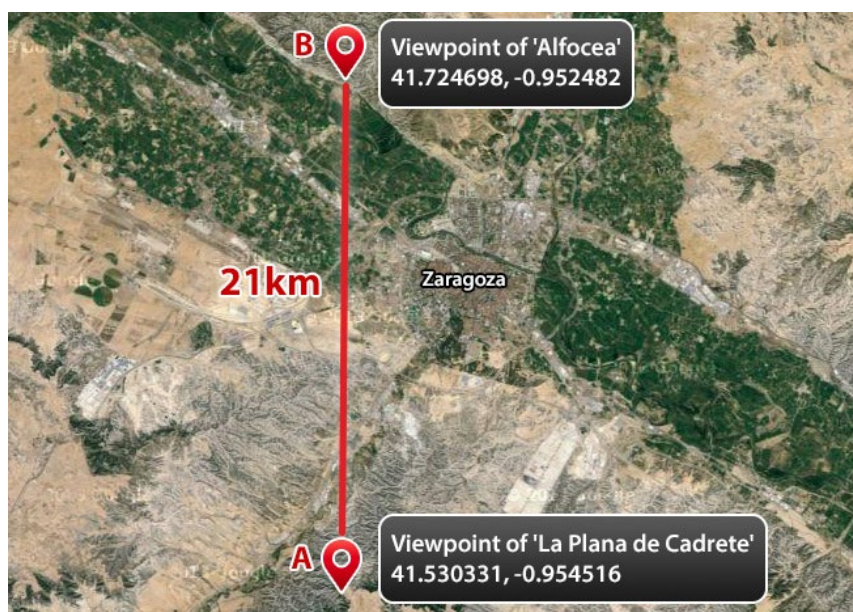 B
Viewpoint of 'Alfocea'
41.724698, -0.952482
21km
Zaragoza
A
Viewpoint of 'La Plana de Cadrete'
41.530331, -0.954516